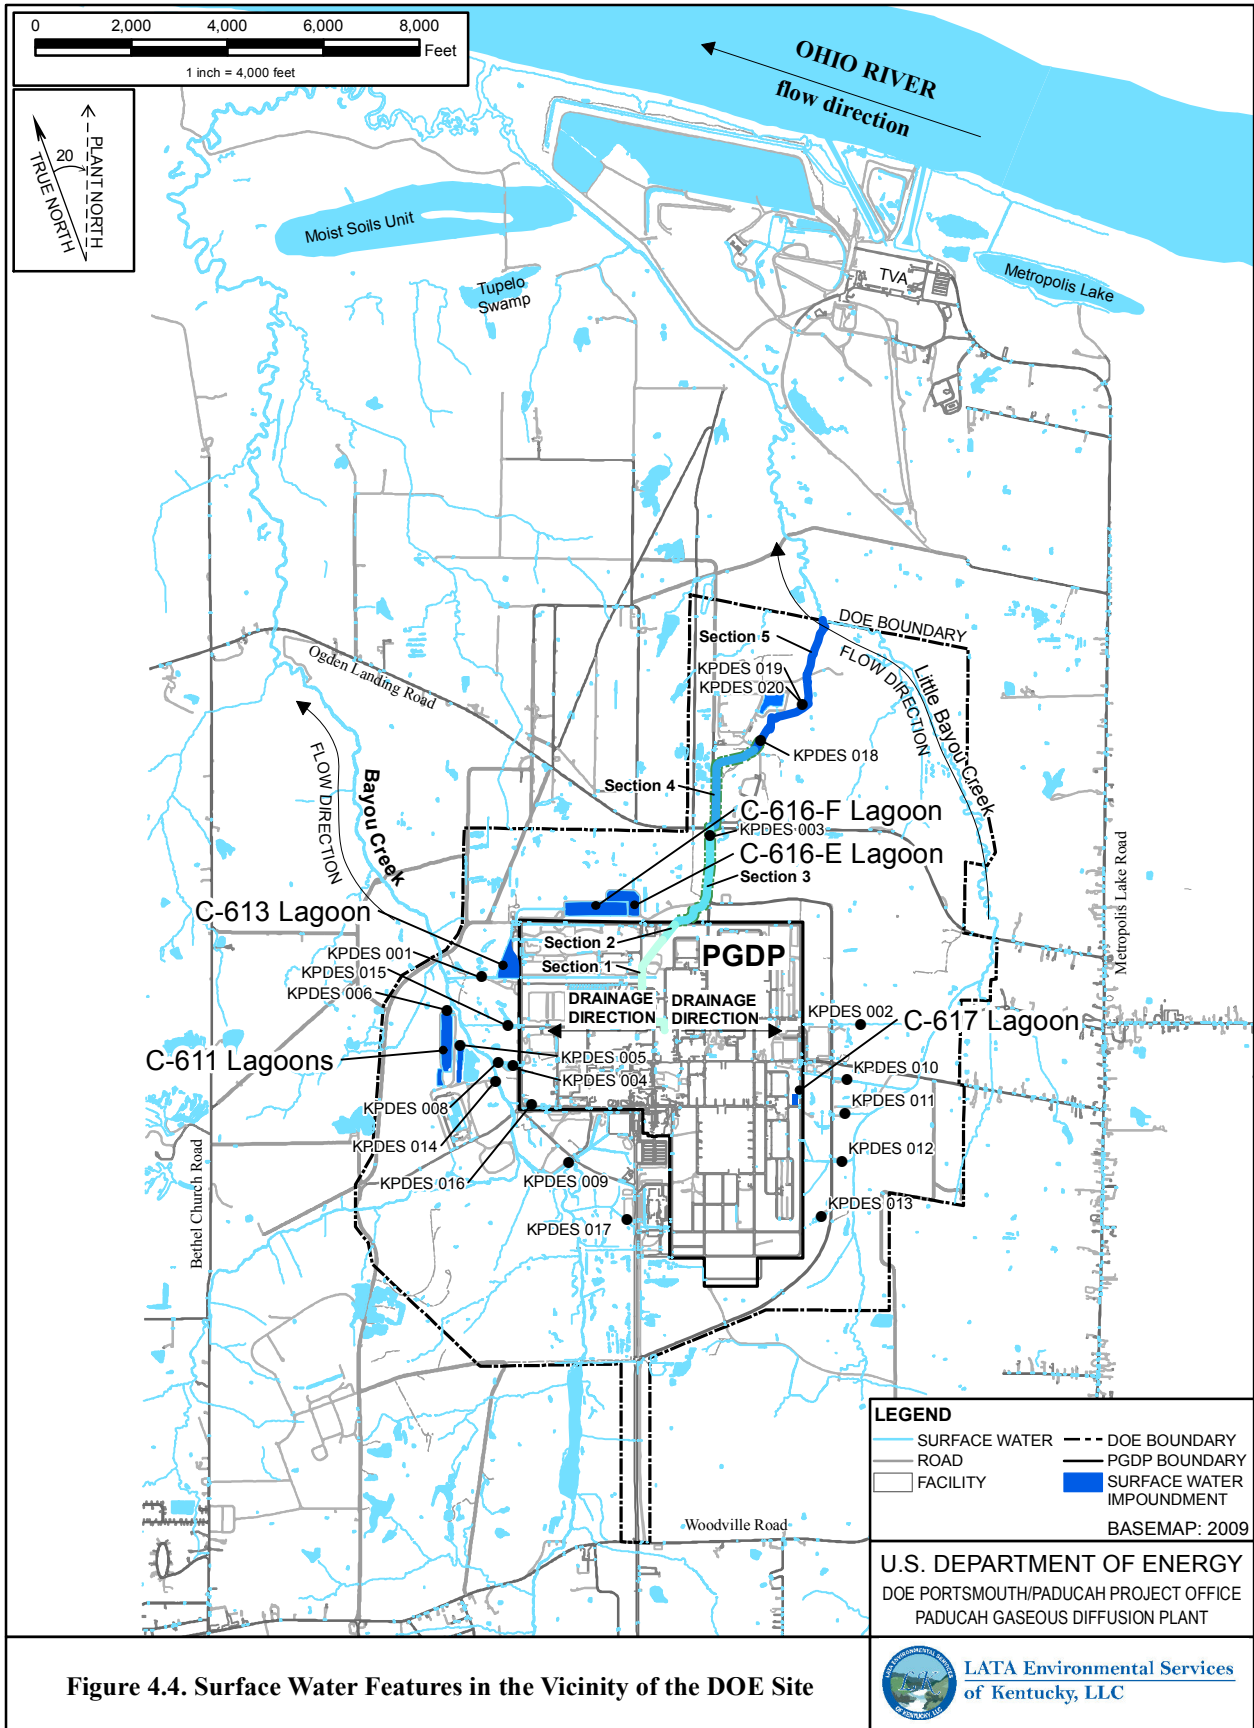 0 2,000 4,000 6,000 8,000
Feet
1 inch = 4,000 feet
PLANT NORTH
TRUE NORTH
20
OHIO RIVER
flow direction
Moist Soils Unit
Tupelo
Swamp
TVA
Metropolis Lake
DOE BOUNDARY
Section 5
FLOW DIRECTION
Little Bayou Creek
KPDES 019
KPDES 020
Ogden Landing Road
KPDES 018
FLOW DIRECTION
Bayou Creek
Section 4
C-616-F Lagoon
KPDES 003
C-616-E Lagoon
Section 3
Metropolis Lake Road
C-613 Lagoon
Section 2
PGDP
KPDES 001
Section 1
KPDES 015
KPDES 006
DRAINAGE
DIRECTION
DRAINAGE
DIRECTION
KPDES 002
C-617 Lagoon
C-611 Lagoons
KPDES 005
KPDES 004
KPDES 010
KPDES 008
KPDES 011
KPDES 014
KPDES 012
KPDES 016
KPDES 009
Bethel Church Road
KPDES 017
KPDES 013
Woodville Road
LEGEND
SURFACE WATER
ROAD
FACILITY
DOE BOUNDARY
PGDP BOUNDARY
SURFACE WATER
IMPOUNDMENT
BASEMAP: 2009
U.S. DEPARTMENT OF ENERGY
DOE PORTSMOUTH/PADUCAH PROJECT OFFICE
PADUCAH GASEOUS DIFFUSION PLANT
Figure 4.4. Surface Water Features in the Vicinity of the DOE Site
LATA ENVIRONMENTAL SERVICES
OF KENTUCKY, LLC
LATA Environmental Services
of Kentucky, LLC